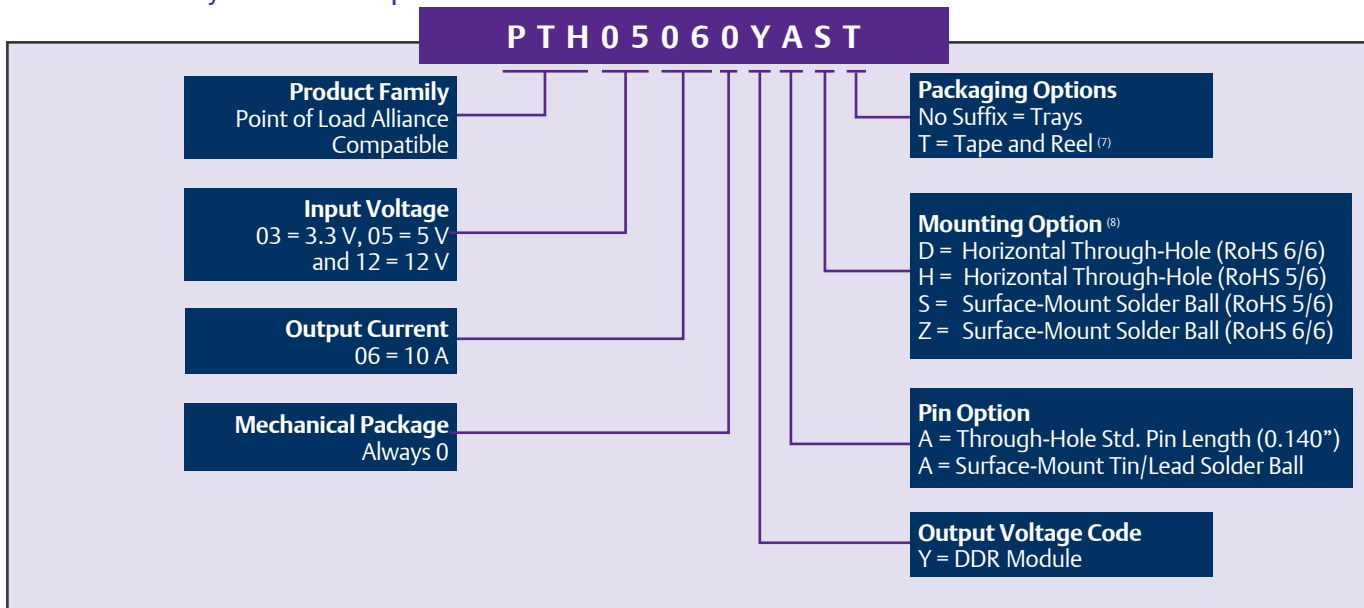 PTH05060YAST
Product Family
Point of Load Alliance
Compatible
Input Voltage
03 = 3.3 V, 05 = 5 V
and 12 = 12 V
Output Current
06 = 10 A
Mechanical Package
Always 0
Packaging Options
No Suffix = Trays
T = Tape and Reel (7)
Mounting Option (8)
D = Horizontal Through-Hole (RoHS 6/6)
H = Horizontal Through-Hole (RoHS 5/6)
S = Surface-Mount Solder Ball (RoHS 5/6)
Z = Surface-Mount Solder Ball (RoHS 6/6)
Pin Option
A = Through-Hole Std. Pin Length (0.140”)
A = Surface-Mount Tin/Lead Solder Ball
Output Voltage Code
Y = DDR Module